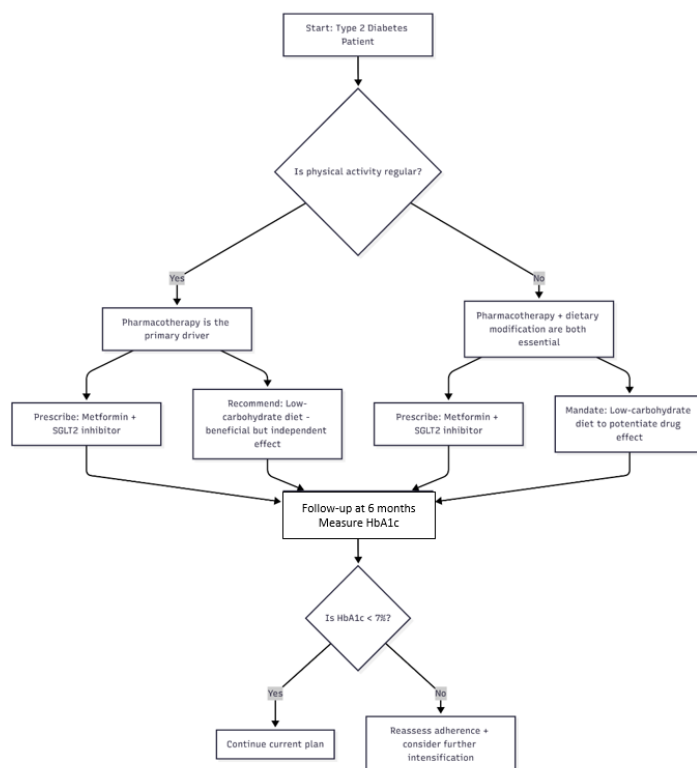 Start: Type 2 Diabetes
Patient
Is physical activity regular?
Yes
No
Pharmacotherapy is the
primary driver
Pharmacotherapy + dietary
modification are both
essential
Prescribe: Metformin +
SGLT2 inhibitor
Recommend: Low-
carbohydrate diet -
beneficial but independent
effect
Prescribe: Metformin +
SGLT2 inhibitor
Mandate: Low-carbohydrate
diet to potentiate drug
effect
Follow-up at 6 months
Measure HbA1c
Is HbA1c < 7%?
Yes
No
Continue current plan
Reassess adherence +
consider further
intensification